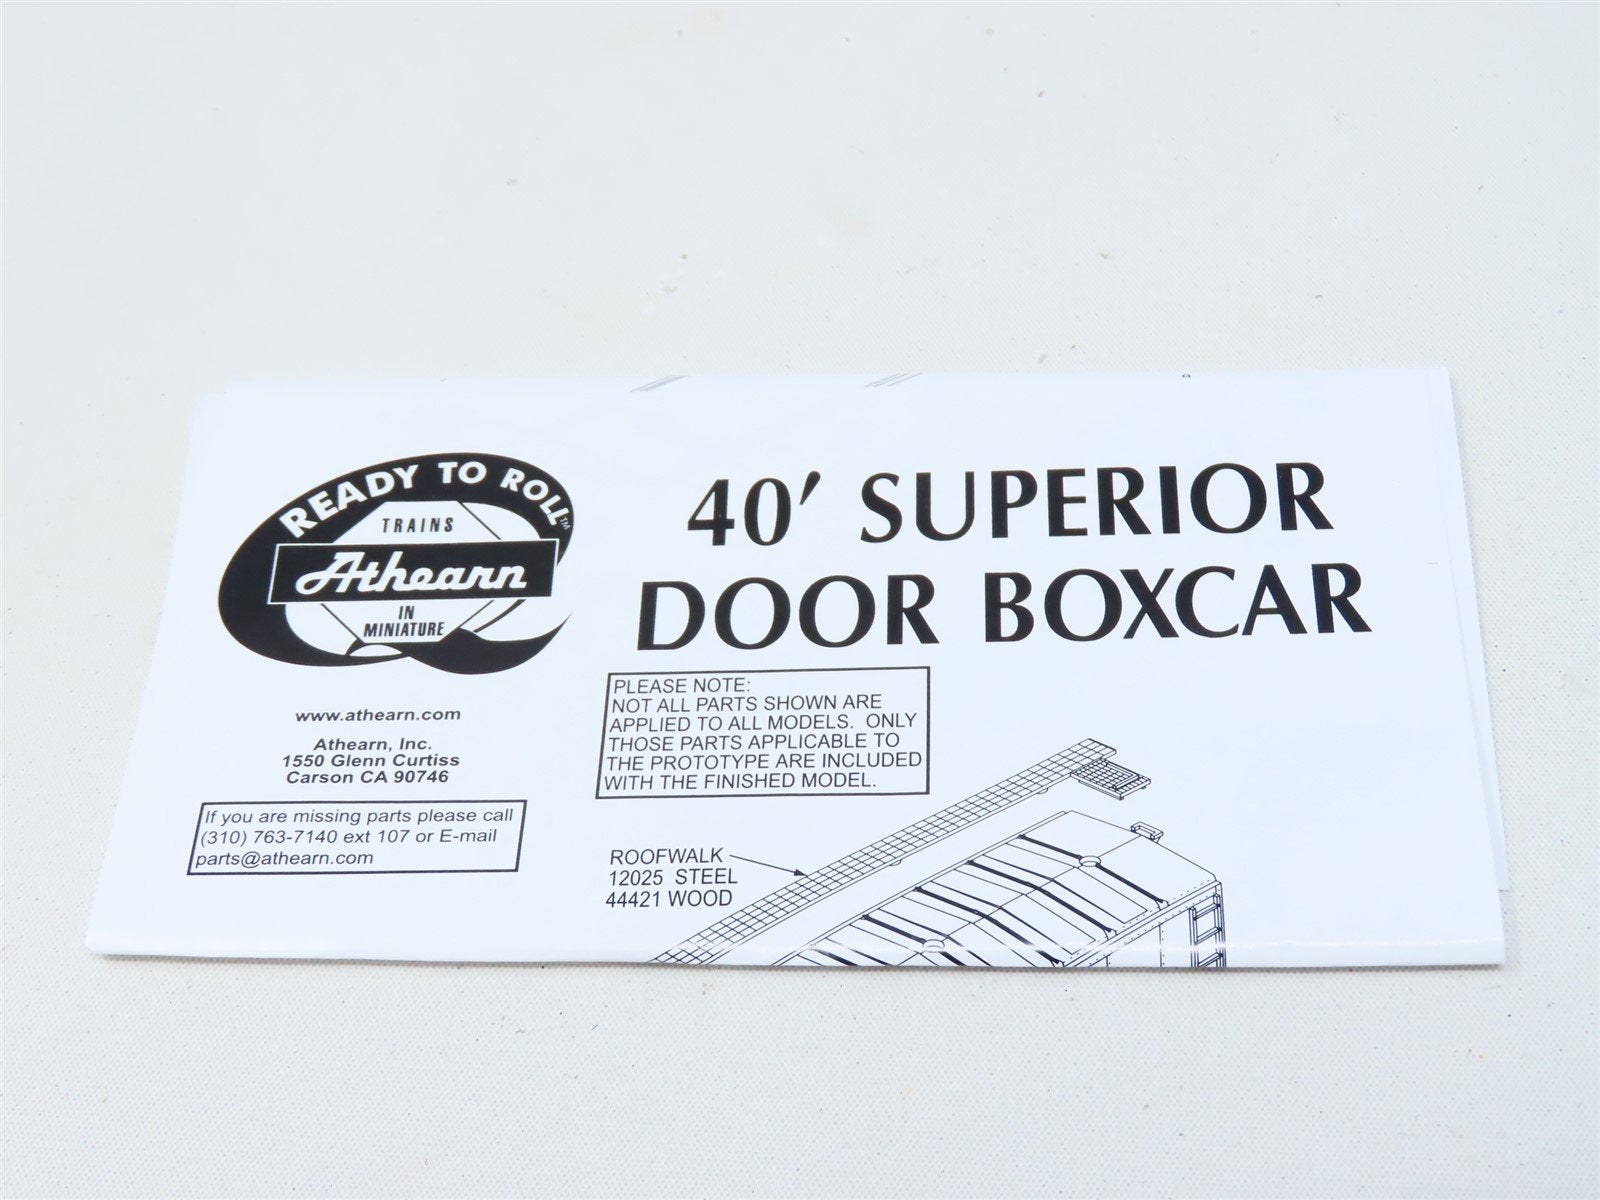 READY TO ROLL™
TRAINS
Athearn
IN
MINIATURE
www.athearn.com
Athearn, Inc.
1550 Glenn Curtiss
Carson CA 90746
If you are missing parts please call
(310) 763-7140 ext 107 or E-mail
parts@athearn.com
40' SUPERIOR
DOOR BOXCAR
PLEASE NOTE:
NOT ALL PARTS SHOWN ARE
APPLIED TO ALL MODELS. ONLY
THOSE PARTS APPLICABLE TO
THE PROTOTYPE ARE INCLUDED
WITH THE FINISHED MODEL.
ROOFWALK
12025 STEEL
44421 WOOD